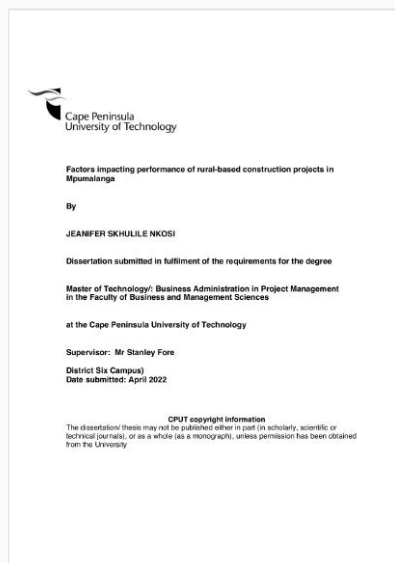 Cape Peninsula
University of Technology
Factors impacting performance of rural-based construction projects in
Mpumalanga
By
JEANIFER SKHULILE NKOSI
Dissertation submitted in fulfilment of the requirements for the degree
Master of Technology/: Business Administration in Project Management
in the Faculty of Business and Management Sciences
at the Cape Peninsula University of Technology
Supervisor: Mr Stanley Fore
District Six Campus)
Date submitted: April 2022
CPUT copyright information
The dissertation/ thesis may not be published either in part (in scholarly, scientific or
technical journals), or as a whole (as a monograph), unless permission has been obtained
from the University